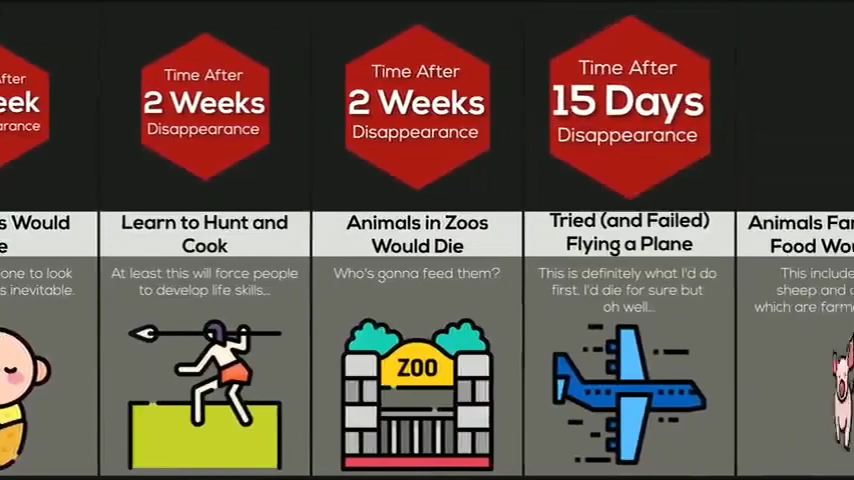 After
eek
arance
s Would
e
one to look
s inevitable.
Time After
2 Weeks
Disappearance
Learn to Hunt and
Cook
At least this will force people
to develop life skills...
Time After
2 Weeks
Disappearance
Animals in Zoos
Would Die
Who's gonna feed them?
ZOO
Time After
15 Days
Disappearance
Tried (and Failed)
Flying a Plane
This is definitely what I'd do
first, I'd die for sure but
oh well...
Animals Far
Food Wou
This include
sheep and
which are farme